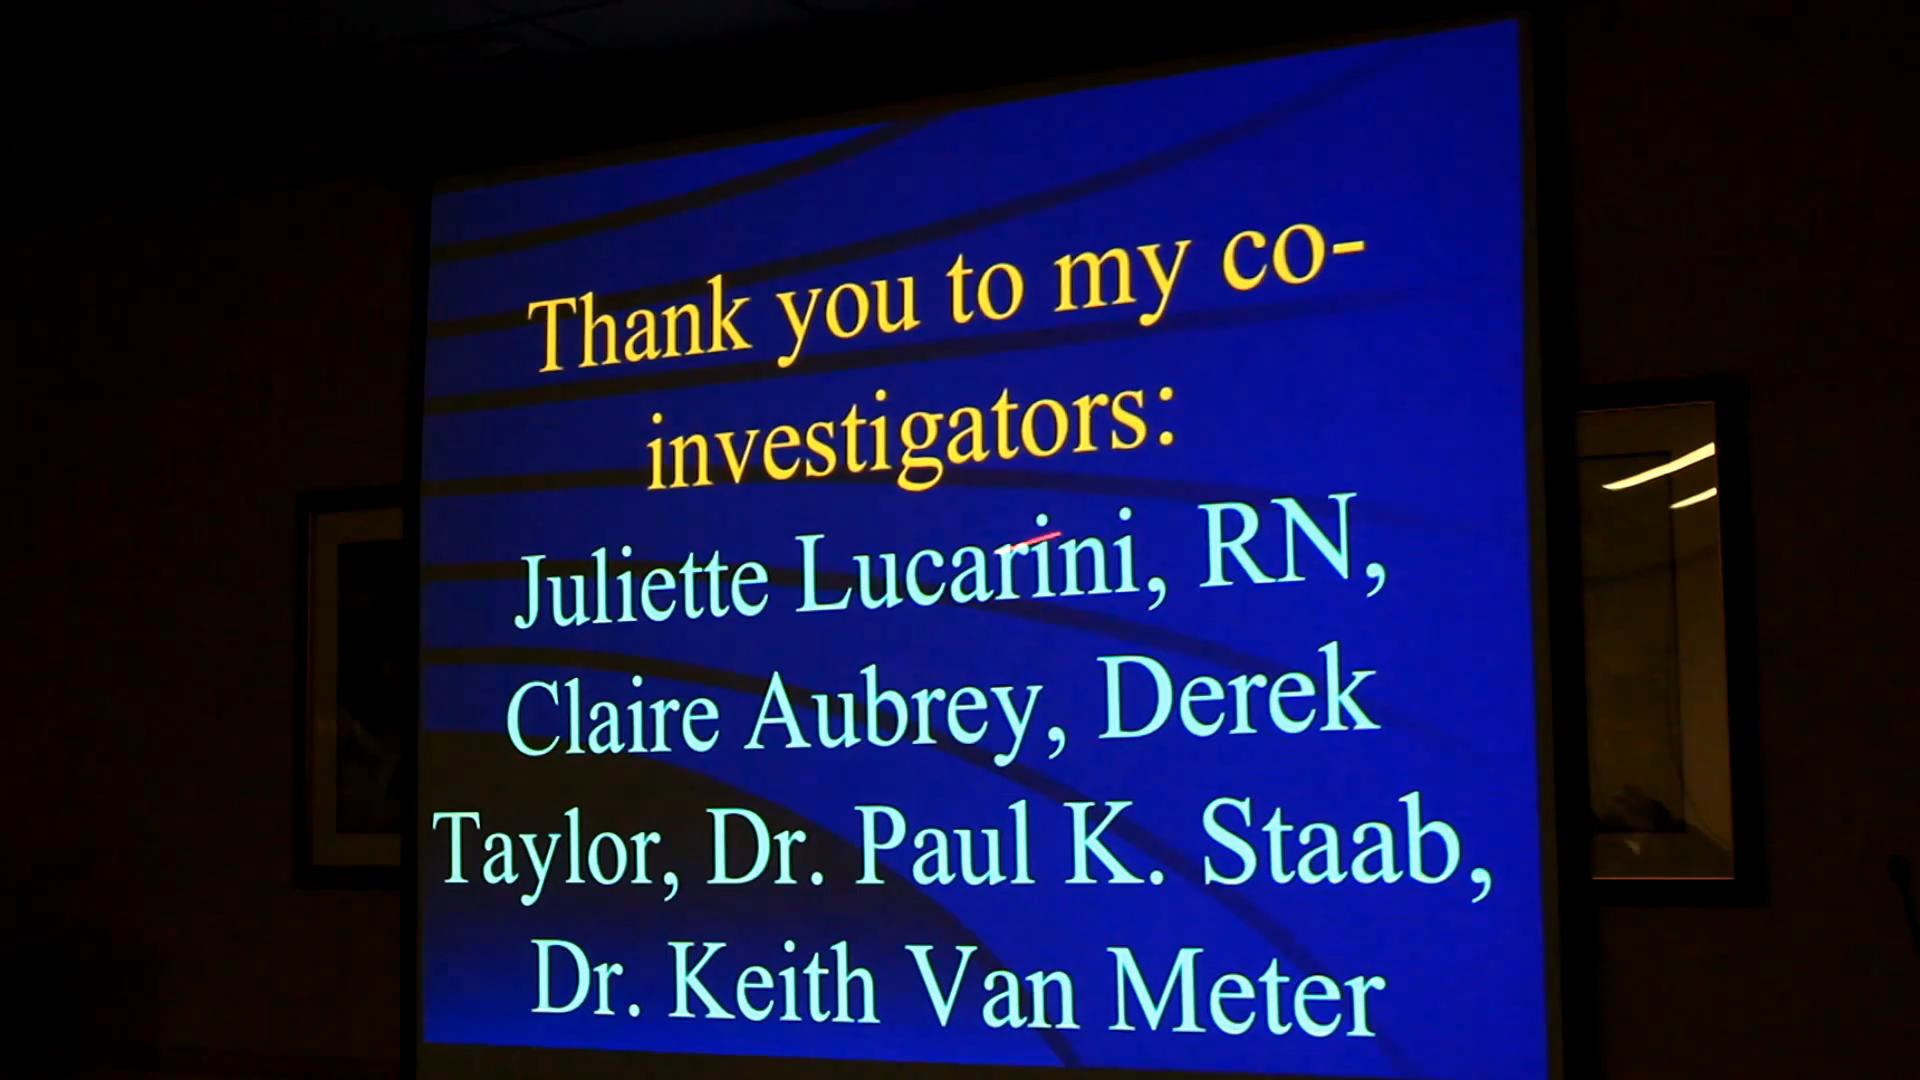 Thank you to my co-
investigators:
Juliette Lucarini, RN,
Claire Aubrey, Derek
Taylor, Dr. Paul K. Staab,
Dr. Keith Van Meter